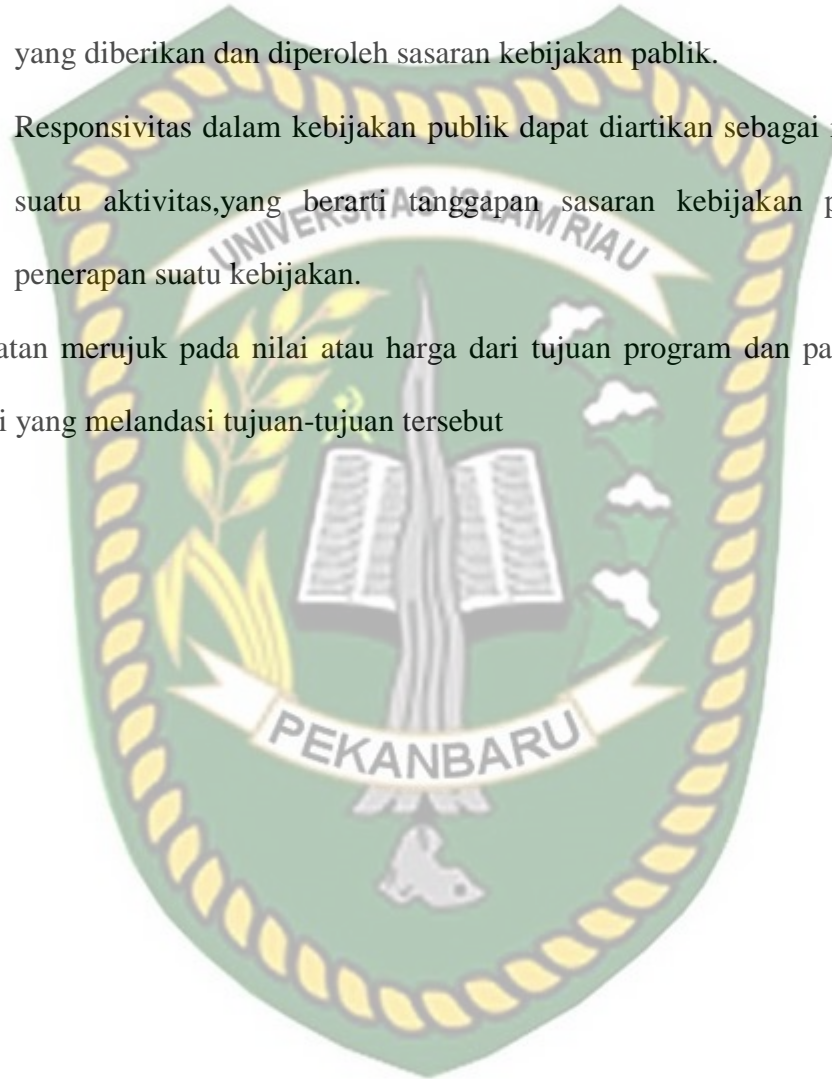 yang diberikan dan diperoleh sasaran kebijakan pablik.
Responsivitas dalam kebijakan publik dapat diartikan sebagai
suatu aktivitas,yang berarti tanggapan sasaran kebijakan
penerapan suatu kebijakan.
merujuk pada nilai atau harga dari tujuan program dan
yang melandasi tujuan-tujuan tersebut
UNIVERSITAS ISLAM RIAU
PEKANBARU